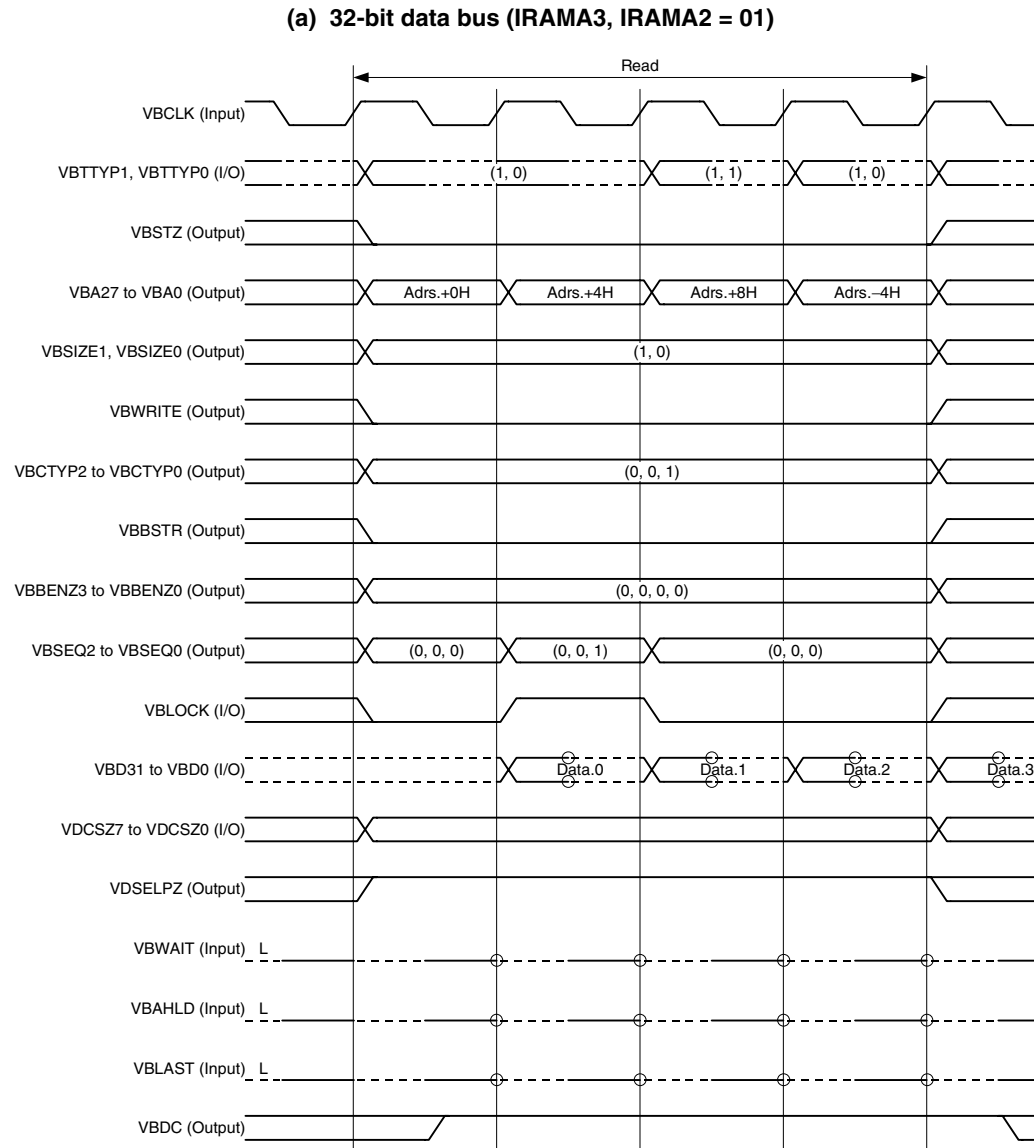 (a) 32-bit data bus (IRAMA3, IRAMA2 = 01)
Read
VBCLK (Input)
VBTTYP1, VBTTYP0 (I/O) (1, 0) (1, 1) (1, 0)
VBSTZ (Output)
VBA27 to VBA0 (Output) Adrs.+0H Adrs.+4H Adrs.+8H Adrs.−4H
VBSIZE1, VBSIZE0 (Output) (1, 0)
VBWRITE (Output)
VBCTYP2 to VBCTYP0 (Output) (0, 0, 1)
VBBSTR (Output)
VBBENZ3 to VBBENZ0 (Output) (0, 0, 0, 0)
VBSEQ2 to VBSEQ0 (Output) (0, 0, 0) (0, 0, 1) (0, 0, 0)
VBLOCK (I/O)
VBD31 to VBD0 (I/O) Data.0 Data.1 Data.2 Data.3
VDCSZ7 to VDCSZ0 (I/O)
VDSELPZ (Output)
VBWAIT (Input) L
VBAHLD (Input) L
VBLAST (Input) L
VBDC (Output)